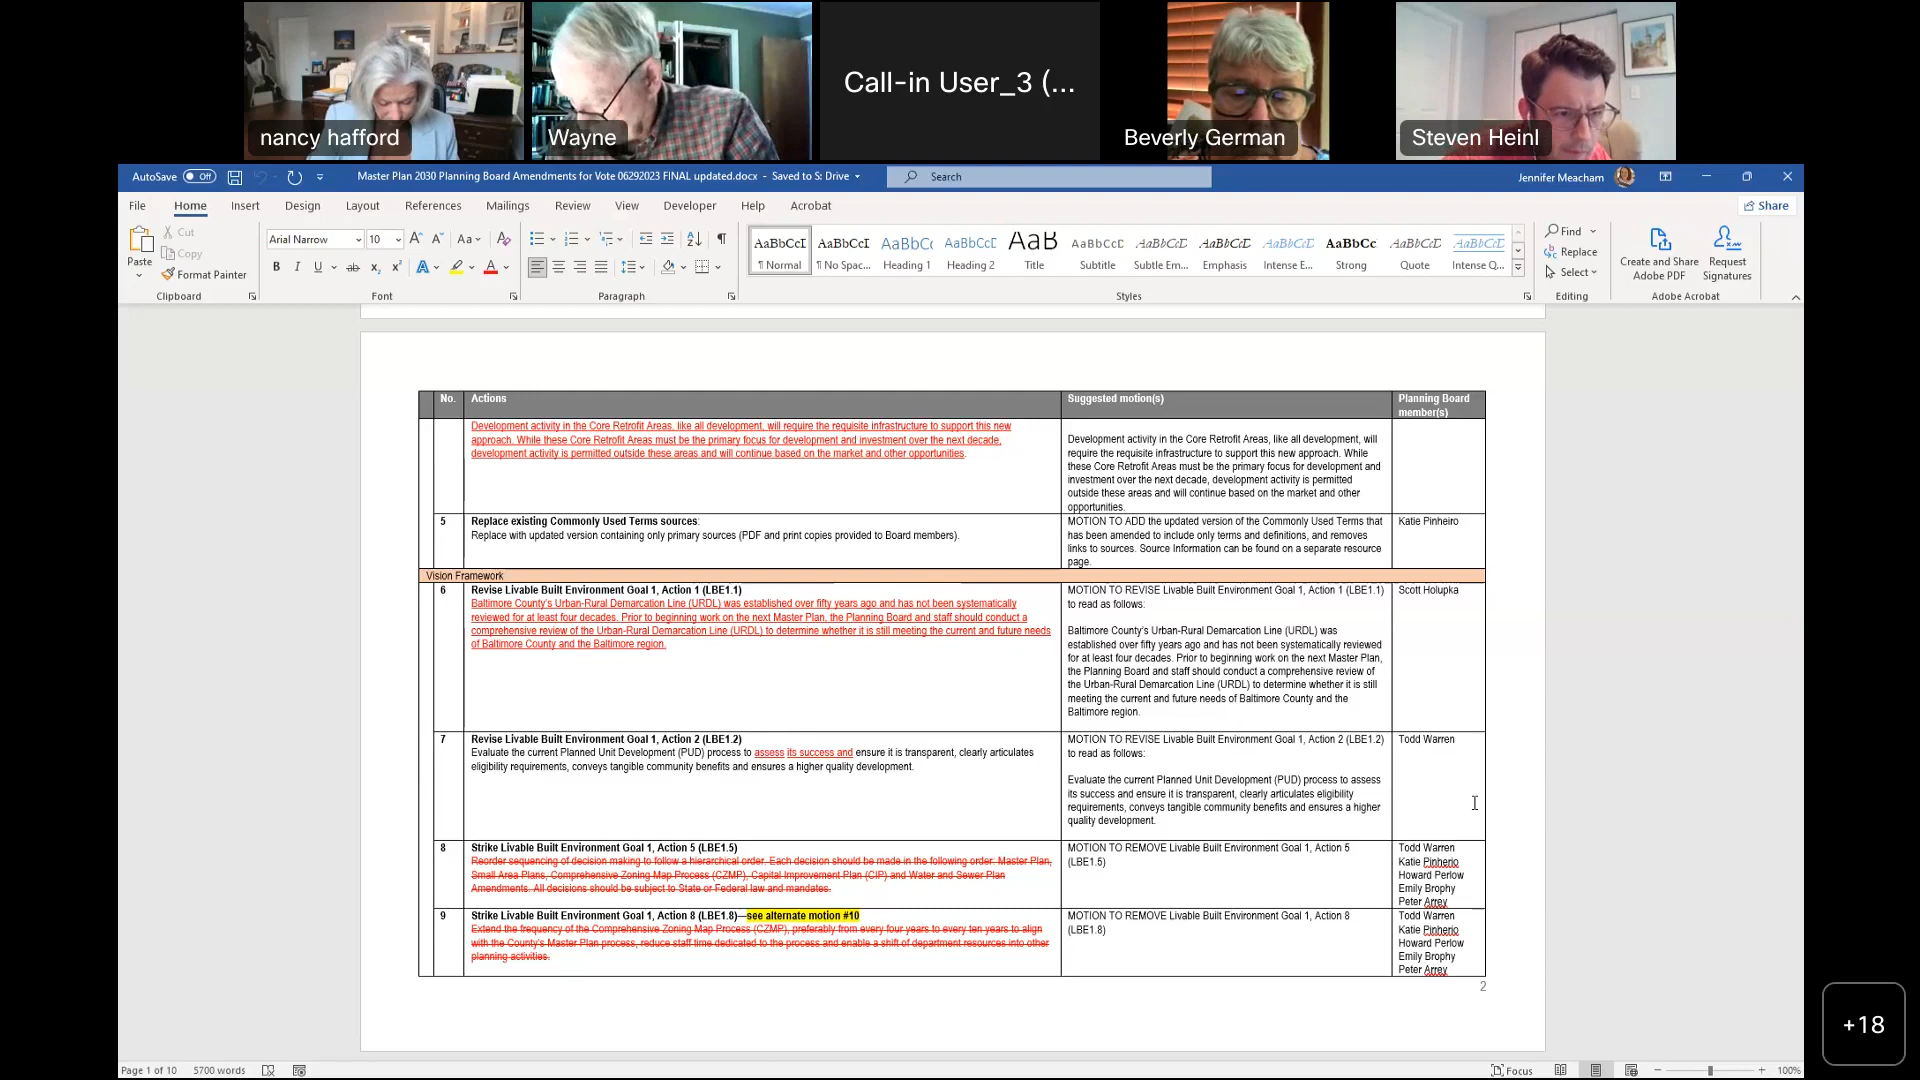 nancy hafford
Wayne
Call-in User_3 (...
Beverly German
Steven Heinl
AutoSave Off
Master Plan 2030 Planning Board Amendments for Vote 06292023 FINAL updated.docx - Saved to S: Drive
Search
Jennifer Meacham
File Home Insert Design Layout References Mailings Review View Developer Help Acrobat
Share
Paste
Cut
Copy
Format Painter
Clipboard
Arial Narrow
10
Font
Paragraph
AaBbCcI AaBbCcI AaBbCc AaBbCcI AaB AaBbCcI AaBbCcI AaBbCcI AaBbCcI AaBbCc AaBbCcI AaBbCcI
¶ Normal ¶ No Spac... Heading 1 Heading 2 Title Subtitle Subtle Em... Emphasis Intense E... Strong Quote Intense Q...
Styles
Find
Replace
Select
Editing
Create and Share Adobe PDF
Request Signatures
Adobe Acrobat
No. Actions Suggested motion(s) Planning Board member(s)
Development activity in the Core Retrofit Areas, like all development, will require the requisite infrastructure to support this new
approach. While these Core Retrofit Areas must be the primary focus for development and investment over the next decade,
development activity is permitted outside these areas and will continue based on the market and other opportunities.
Development activity in the Core Retrofit Areas, like all development, will
require the requisite infrastructure to support this new approach. While
these Core Retrofit Areas must be the primary focus for development and
investment over the next decade, development activity is permitted
outside these areas and will continue based on the market and other
opportunities.
5 Replace existing Commonly Used Terms sources:
Replace with updated version containing only primary sources (PDF and print copies provided to Board members).
MOTION TO ADD the updated version of the Commonly Used Terms that
has been amended to include only terms and definitions, and removes
links to sources. Source Information can be found on a separate resource
page.
Katie Pinheiro
Vision Framework
6 Revise Livable Built Environment Goal 1, Action 1 (LBE1.1)
Baltimore County's Urban-Rural Demarcation Line (URDL) was established over fifty years ago and has not been systematically
reviewed for at least four decades. Prior to beginning work on the next Master Plan, the Planning Board and staff should conduct a
comprehensive review of the Urban-Rural Demarcation Line (URDL) to determine whether it is still meeting the current and future needs
of Baltimore County and the Baltimore region.
MOTION TO REVISE Livable Built Environment Goal 1, Action 1 (LBE1.1)
to read as follows:
Baltimore County's Urban-Rural Demarcation Line (URDL) was
established over fifty years ago and has not been systematically reviewed
for at least four decades. Prior to beginning work on the next Master Plan,
the Planning Board and staff should conduct a comprehensive review of
the Urban-Rural Demarcation Line (URDL) to determine whether it is still
meeting the current and future needs of Baltimore County and the
Baltimore region.
Scott Holupka
7 Revise Livable Built Environment Goal 1, Action 2 (LBE1.2)
Evaluate the current Planned Unit Development (PUD) process to assess its success and ensure it is transparent, clearly articulates
eligibility requirements, conveys tangible community benefits and ensures a higher quality development.
MOTION TO REVISE Livable Built Environment Goal 1, Action 2 (LBE1.2)
to read as follows:
Evaluate the current Planned Unit Development (PUD) process to assess
its success and ensure it is transparent, clearly articulates eligibility
requirements, conveys tangible community benefits and ensures a higher
quality development.
Todd Warren
8 Strike Livable Built Environment Goal 1, Action 5 (LBE1.5)
Reorder sequencing of decision making to follow a hierarchical order. Each decision should be made in the following order: Master Plan,
Small Area Plans, Comprehensive Zoning Map Process (CZMP), Capital Improvement Plan (CIP) and Water and Sewer Plan
Amendments. All decisions should be subject to State or Federal law and mandates.
MOTION TO REMOVE Livable Built Environment Goal 1, Action 5
(LBE1.5)
Todd Warren
Katie Pinherio
Howard Perlow
Emily Brophy
Peter Arrey
9 Strike Livable Built Environment Goal 1, Action 8 (LBE1.8)—see alternate motion #10
Extend the frequency of the Comprehensive Zoning Map Process (CZMP), preferably from every four years to every ten years to align
with the County's Master Plan process, reduce staff time dedicated to the process and enable a shift of department resources into other
planning activities.
MOTION TO REMOVE Livable Built Environment Goal 1, Action 8
(LBE1.8)
Todd Warren
Katie Pinherio
Howard Perlow
Emily Brophy
Peter Arrey
2
+18
Page 1 of 10 5700 words
Focus
100%